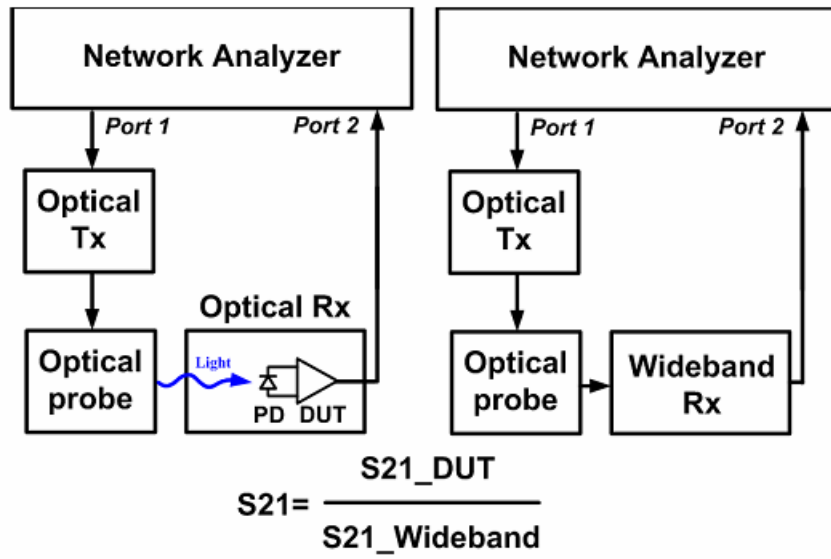 Network Analyzer
Port 1
Port 2
Optical
Tx
Optical
probe
Optical Rx
Light
PD DUT
Network Analyzer
Port 1
Port 2
Optical
Tx
Optical
probe
Wideband
Rx
S21_DUT
S21=
S21_Wideband